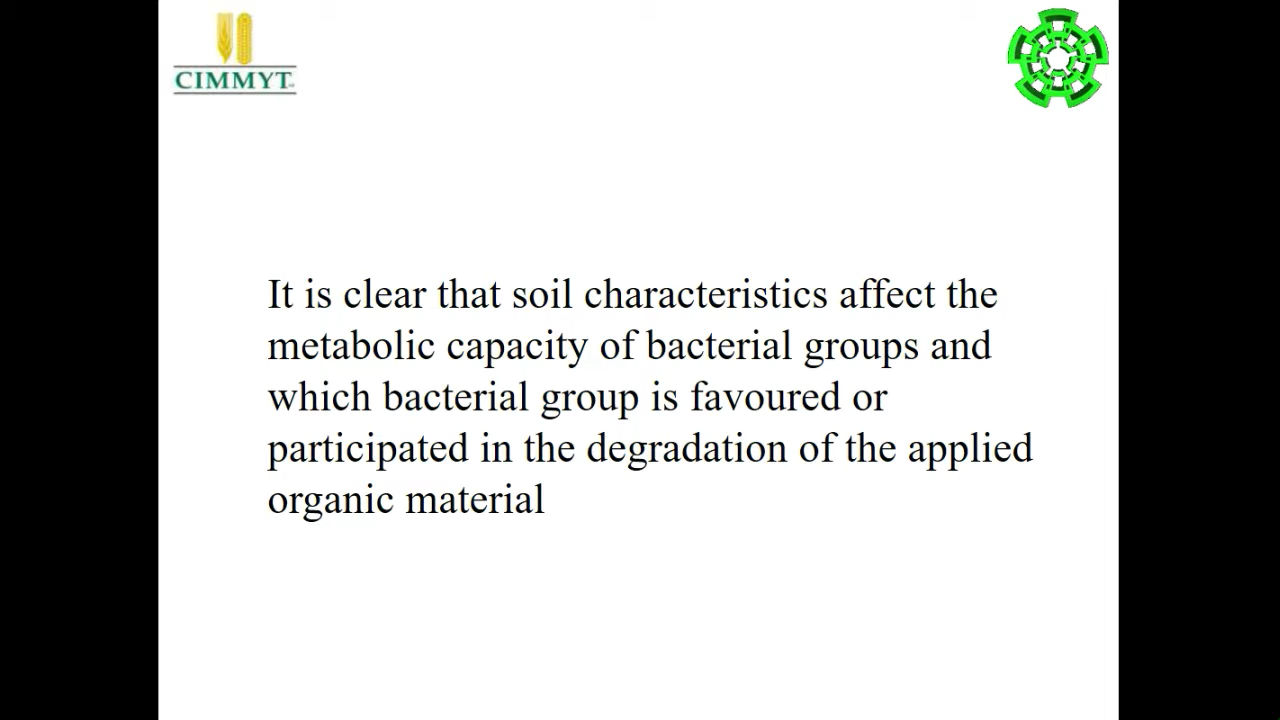 CIMMYT
It is clear that soil characteristics affect the
metabolic capacity of bacterial groups and
which bacterial group is favoured or
participated in the degradation of the applied
organic material